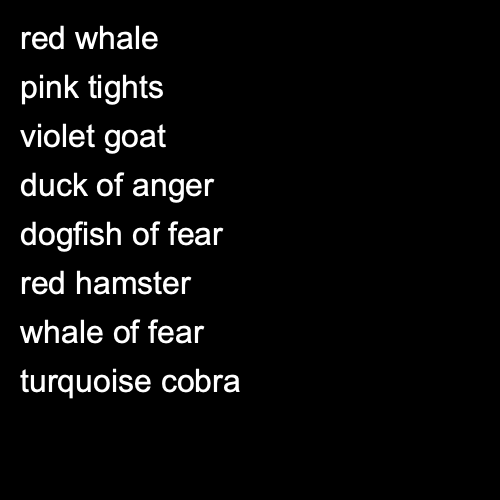 red whale
pink tights
violet goat
duck of anger
dogfish of fear
red hamster
whale of fear
turquoise cobra